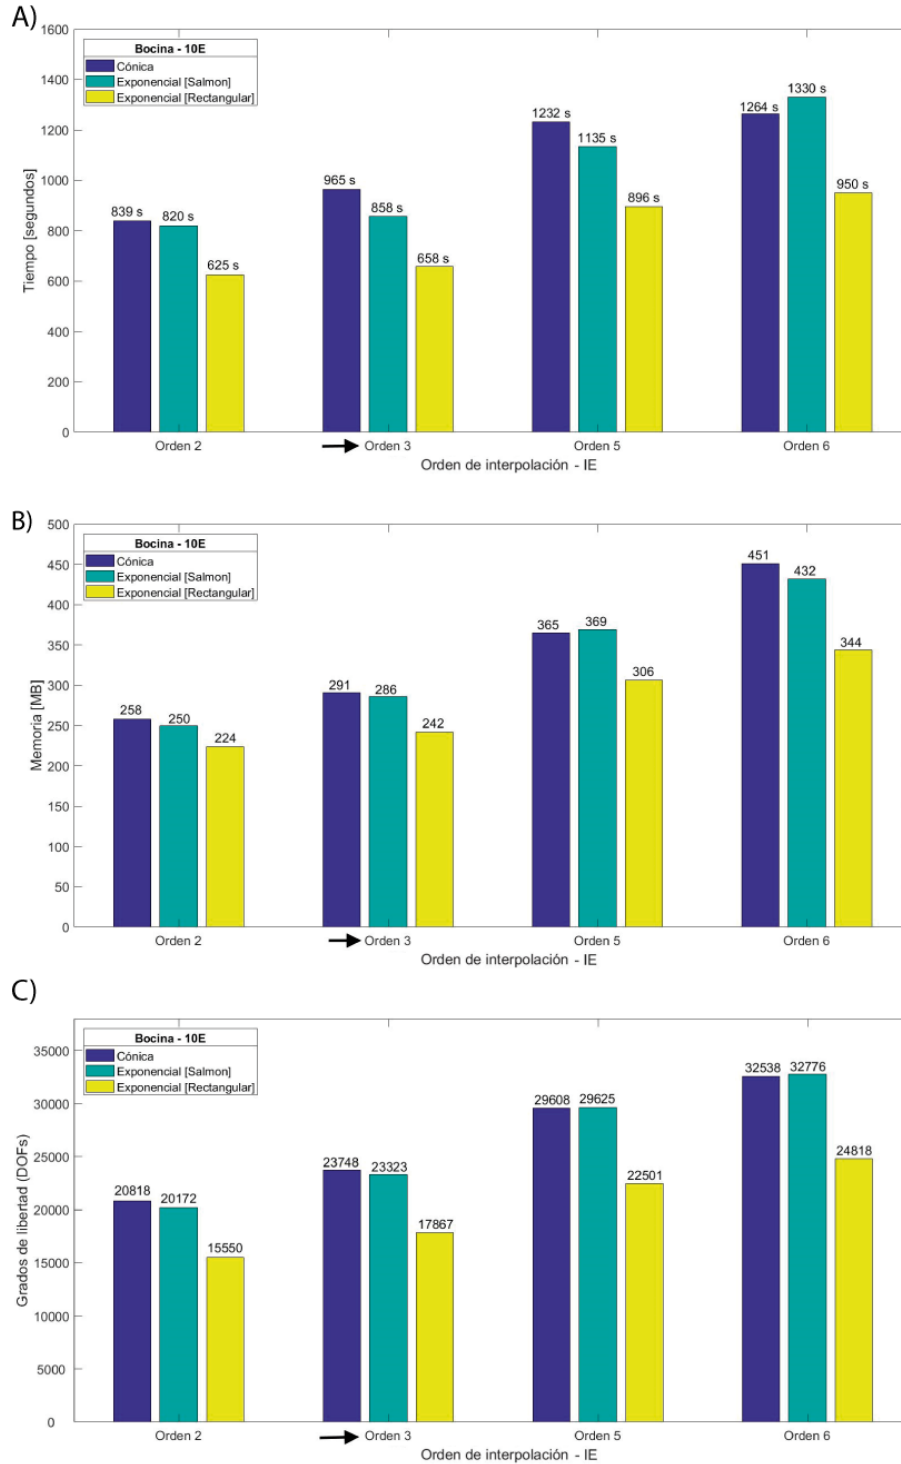 A)
1600
1400
1200
1000
800
600
400
200
0
Tiempo [segundos]
Bocina - 10E
Cónica
Exponencial [Salmon]
Exponencial [Rectangular]
839 s
820 s
625 s
965 s
858 s
658 s
1232 s
1135 s
896 s
1264 s
1330 s
950 s
Orden 2
Orden 3
Orden 5
Orden 6
Orden de interpolación - IE
B)
500
450
400
350
300
250
200
150
100
50
0
Memoria [MB]
Bocina - 10E
Cónica
Exponencial [Salmon]
Exponencial [Rectangular]
258
250
224
291
286
242
365
369
306
451
432
344
Orden 2
Orden 3
Orden 5
Orden 6
Orden de interpolación - IE
C)
35000
30000
25000
20000
15000
10000
5000
0
Grados de libertad (DOFs)
Bocina - 10E
Cónica
Exponencial [Salmon]
Exponencial [Rectangular]
20818
20172
15550
23748
23323
17867
29608
29625
22501
32538
32776
24818
Orden 2
Orden 3
Orden 5
Orden 6
Orden de interpolación - IE